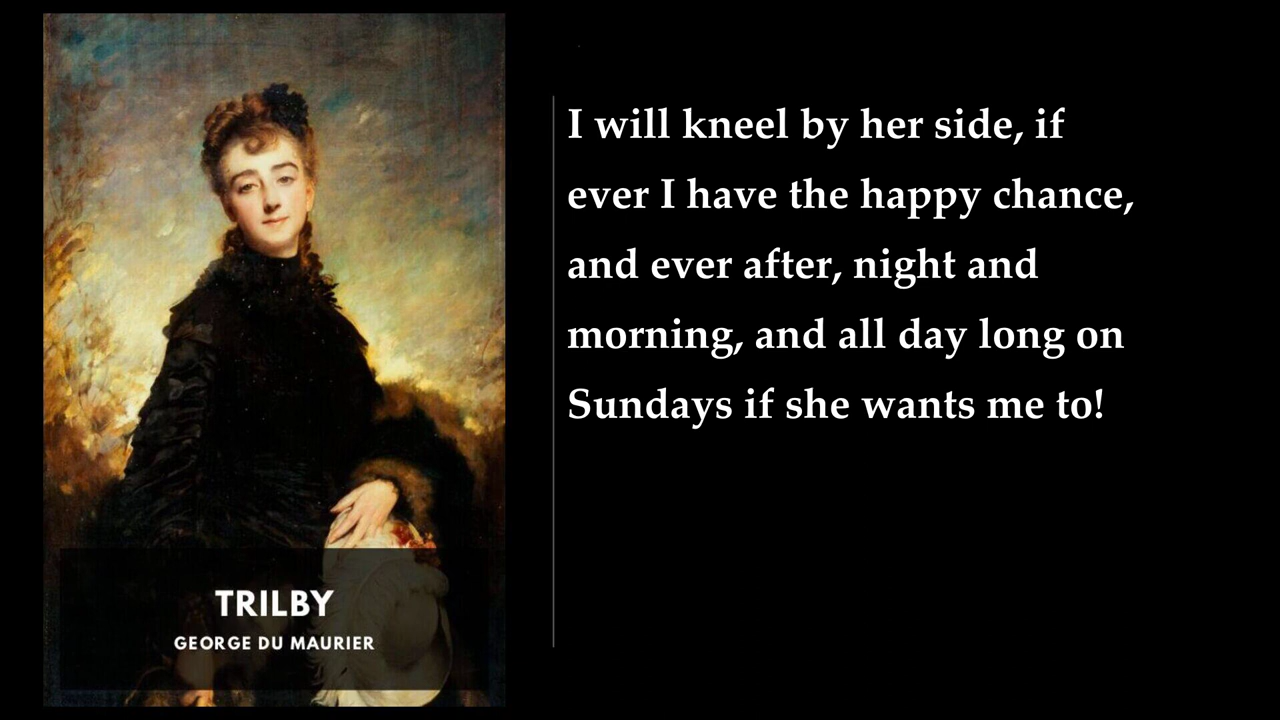 TRILBY
GEORGE DU MAURIER
I will kneel by her side, if
ever I have the happy chance,
and ever after, night and
morning, and all day long on
Sundays if she wants me to!